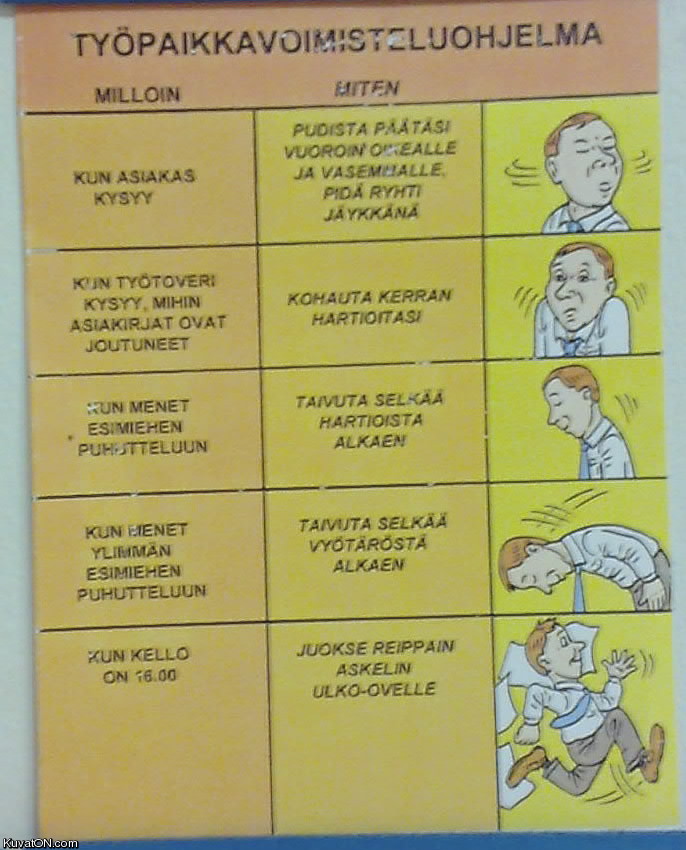 TYÖPAIKKAVOIMISTELUOHJELMA
MILLOIN
MITEN
KUN ASIAKAS
KYSYY
PUDISTA PÄÄTÄSI
VUOROIN OIKEALLE
JA VASEMMALLE,
PIDÄ RYHTI
JÄYKKÄNÄ
KUN TYÖTOVERI
KYSYY, MIHIN
ASIAKIRJAT OVAT
JOUTUNEET
KOHAUTA KERRAN
HARTIOITASI
KUN MENET
ESIMIEHEN
PUHUTTELUUN
TAIVUTA SELKÄÄ
HARTIOISTA
ALKAEN
KUN MENET
YLIMMÄN
ESIMIEHEN
PUHUTTELUUN
TAIVUTA SELKÄÄ
VYÖTÄRÖSTÄ
ALKAEN
KUN KELLO
ON 16.00
JUOKSE REIPPAIN
ASKELIN
ULKO-OVELLE
KuvatON.com